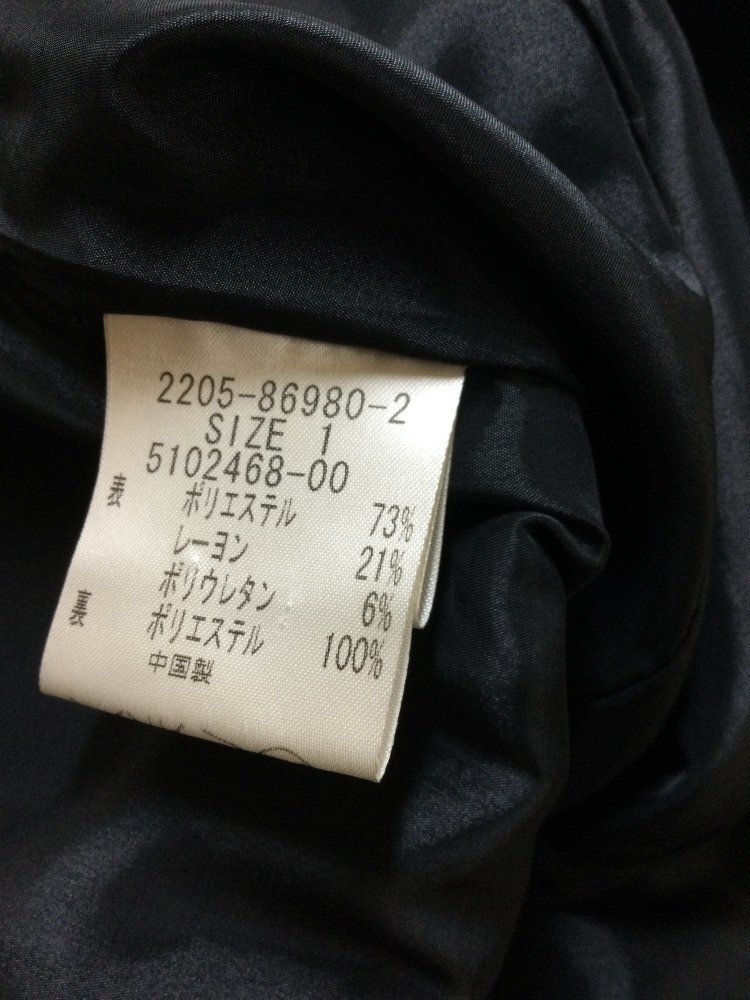 2205-86980-2
SIZE 1
5102468-00
表 ポリエステル 73%
レーヨン 21%
ポリウレタン 6%
裏 ポリエステル 100%
中国製